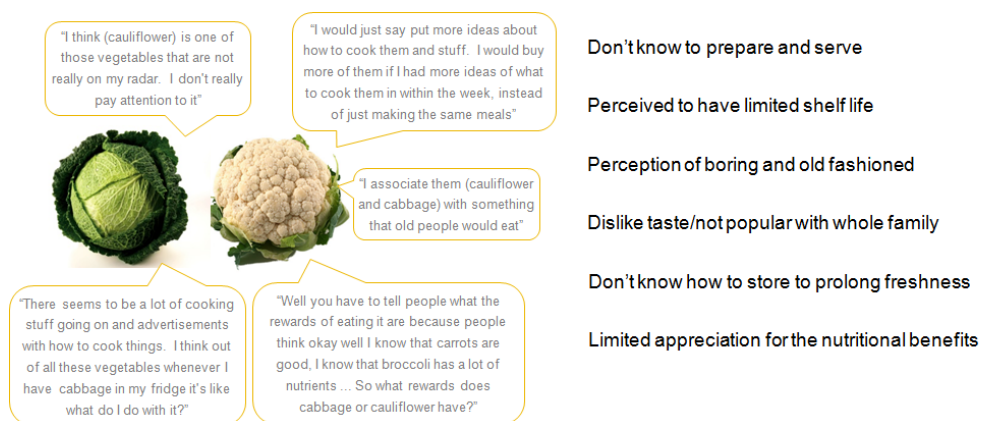 “I think (cauliflower) is one of
those vegetables that are not
really on my radar.  I don’t really
pay attention to it”
“I would just say put more ideas about
how to cook them and stuff.  I would buy
more of them if I had more ideas of what
to cook them in within the week, instead
of just making the same meals”
“I associate them (cauliflower
and cabbage) with something
that old people would eat”
“There seems to be a lot of cooking
stuff going on and advertisements
with how to cook things.  I think out
of all these vegetables whenever I
have cabbage in my fridge it’s like
what do I do with it?”
“Well you have to tell people what the
rewards of eating it are because people
think okay well I know that carrots are
good, I know that broccoli has a lot of
nutrients ... So what rewards does
cabbage or cauliflower have?”
Don’t know to prepare and serve
Perceived to have limited shelf life
Perception of boring and old fashioned
Dislike taste/not popular with whole family
Don’t know how to store to prolong freshness
Limited appreciation for the nutritional benefits